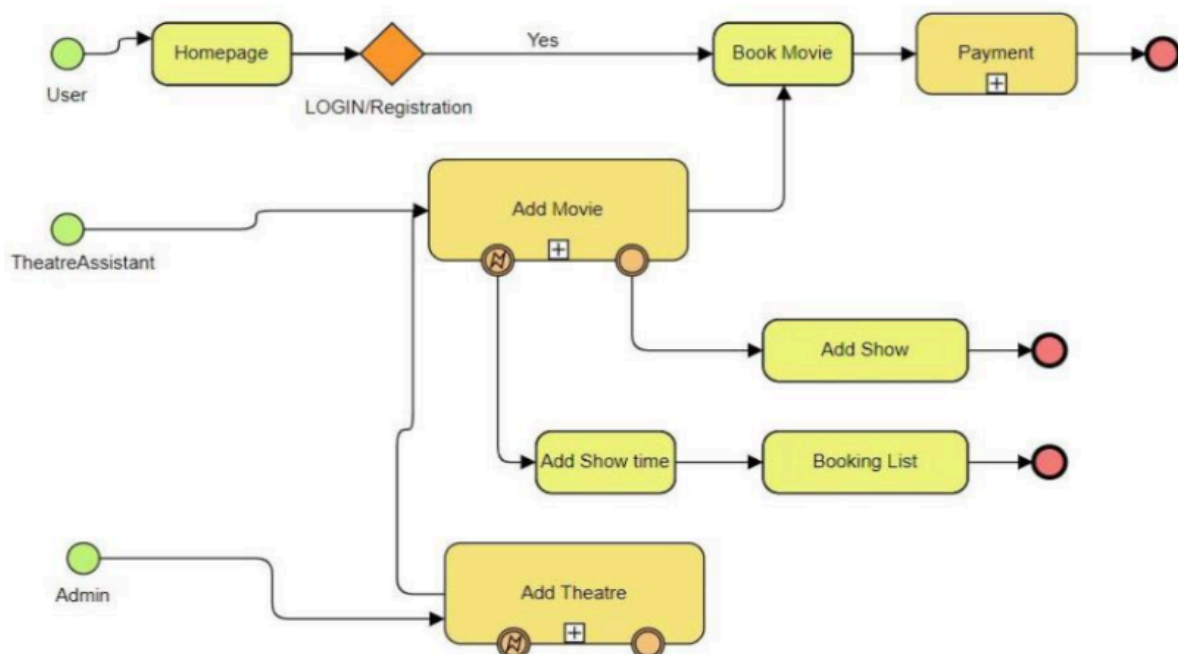 Yes
Homepage
Book Movie
Payment
User
LOGIN/Registration
Add Movie
TheatreAssistant
Add Show
Add Show time
Booking List
Admin
Add Theatre